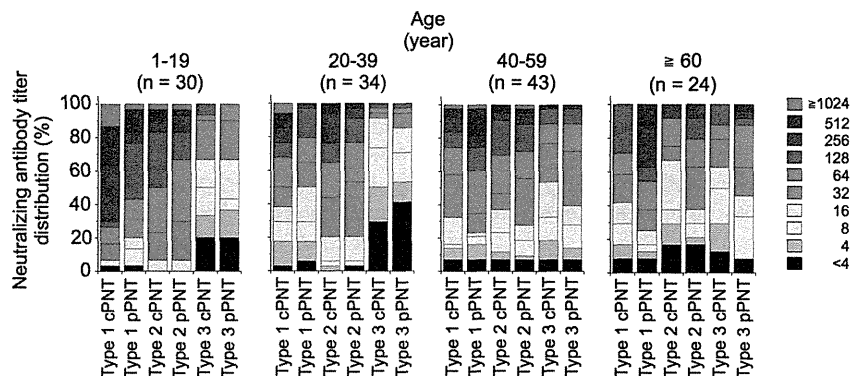 Age
(year)
1-19
(n = 30)
20-39
(n = 34)
40-59
(n = 43)
≧ 60
(n = 24)
Neutralizing antibody titer
distribution (%)
100
80
60
40
20
0
Type 1 cPNT
Type 1 pPNT
Type 2 cPNT
Type 2 pPNT
Type 3 cPNT
Type 3 pPNT
Type 1 cPNT
Type 1 pPNT
Type 2 cPNT
Type 2 pPNT
Type 3 cPNT
Type 3 pPNT
Type 1 cPNT
Type 1 pPNT
Type 2 cPNT
Type 2 pPNT
Type 3 cPNT
Type 3 pPNT
Type 1 cPNT
Type 1 pPNT
Type 2 cPNT
Type 2 pPNT
Type 3 cPNT
Type 3 pPNT
≧1024
512
256
128
64
32
16
8
4
<4